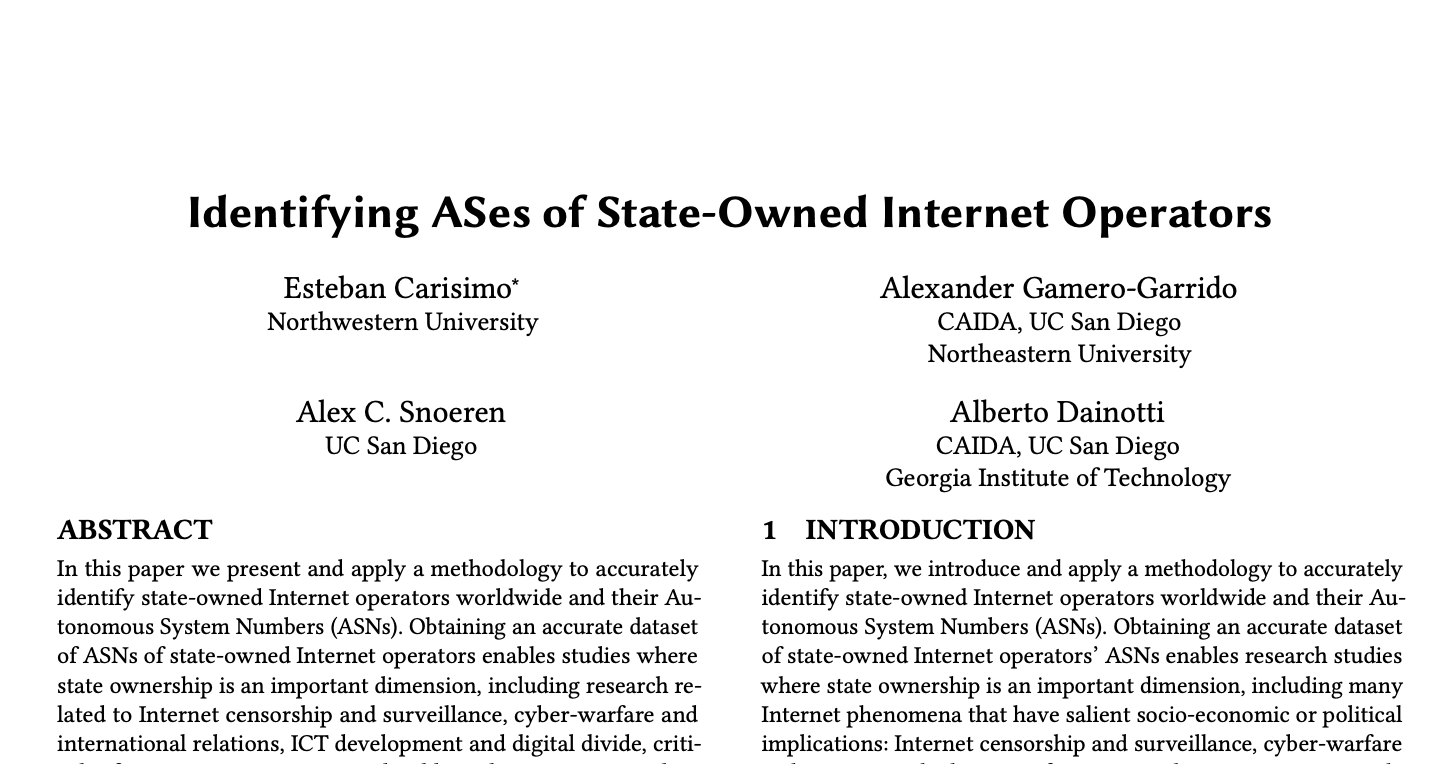 Identifying ASes of State-Owned Internet Operators
Esteban Carisimo*
Northwestern University
Alexander Gamero-Garrido
CAIDA, UC San Diego
Northeastern University
Alex C. Snoeren
UC San Diego
Alberto Dainotti
CAIDA, UC San Diego
Georgia Institute of Technology
ABSTRACT
In this paper we present and apply a methodology to accurately
identify state-owned Internet operators worldwide and their Au-
tonomous System Numbers (ASNs). Obtaining an accurate dataset
of ASNs of state-owned Internet operators enables studies where
state ownership is an important dimension, including research re-
lated to Internet censorship and surveillance, cyber-warfare and
international relations, ICT development and digital divide, criti-
1 INTRODUCTION
In this paper, we introduce and apply a methodology to accurately
identify state-owned Internet operators worldwide and their Au-
tonomous System Numbers (ASNs). Obtaining an accurate dataset
of state-owned Internet operators' ASNs enables research studies
where state ownership is an important dimension, including many
Internet phenomena that have salient socio-economic or political
implications: Internet censorship and surveillance, cyber-warfare